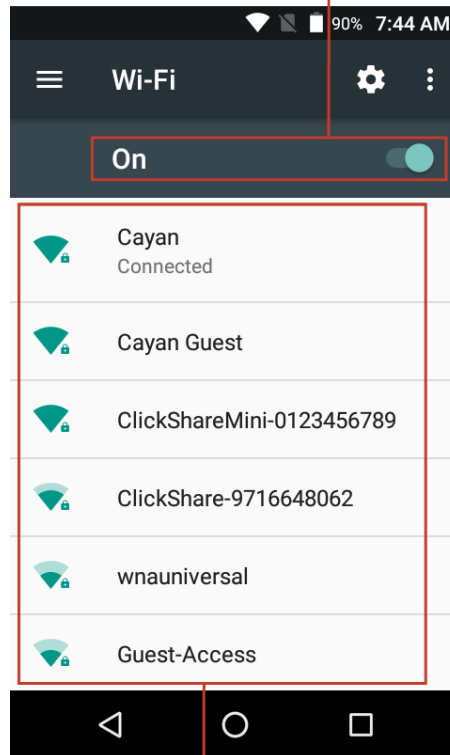 90% 7:44 AM
Wi-Fi
On
Cayan
Connected
Cayan Guest
ClickShareMini-0123456789
ClickShare-9716648062
wnauniversal
Guest-Access